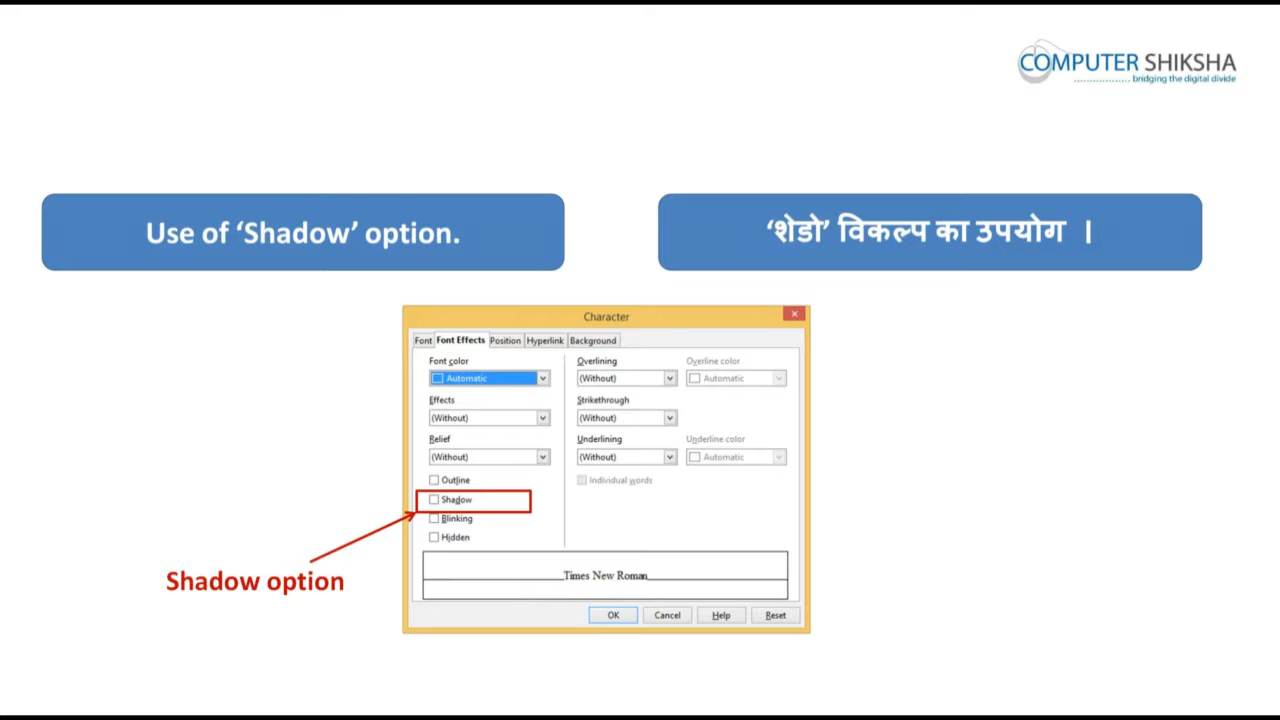 COMPUTER SHIKSHA
bridging the digital divide
Use of ‘Shadow’ option.
‘शेडो’ विकल्प का उपयोग ।
Character
Font Font Effects Position Hyperlink Background
Font color
Automatic
Effects
(Without)
Relief
(Without)
Outline
Shadow
Blinking
Hidden
Overlining
(Without)
Overline color
Automatic
Strikethrough
(Without)
Underlining
(Without)
Underline color
Automatic
Individual words
Shadow option
Times New Roman
OK Cancel Help Reset